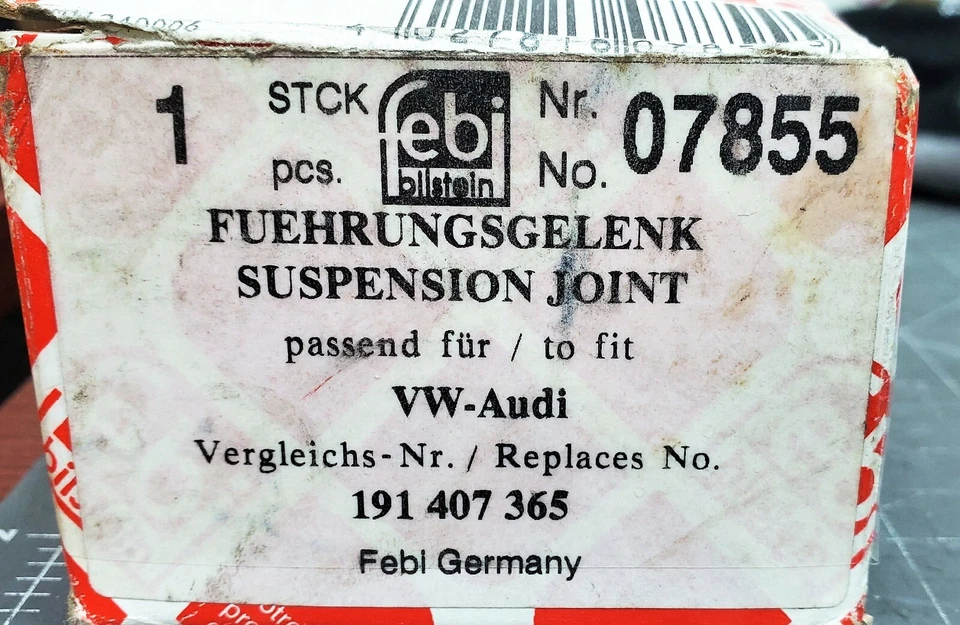 1 STCK pcs. febi bilstein Nr. No. 07855
FUEHRUNGSGELENK
SUSPENSION JOINT
passend für / to fit
VW-Audi
Vergleichs-Nr. / Replaces No.
191 407 365
Febi Germany